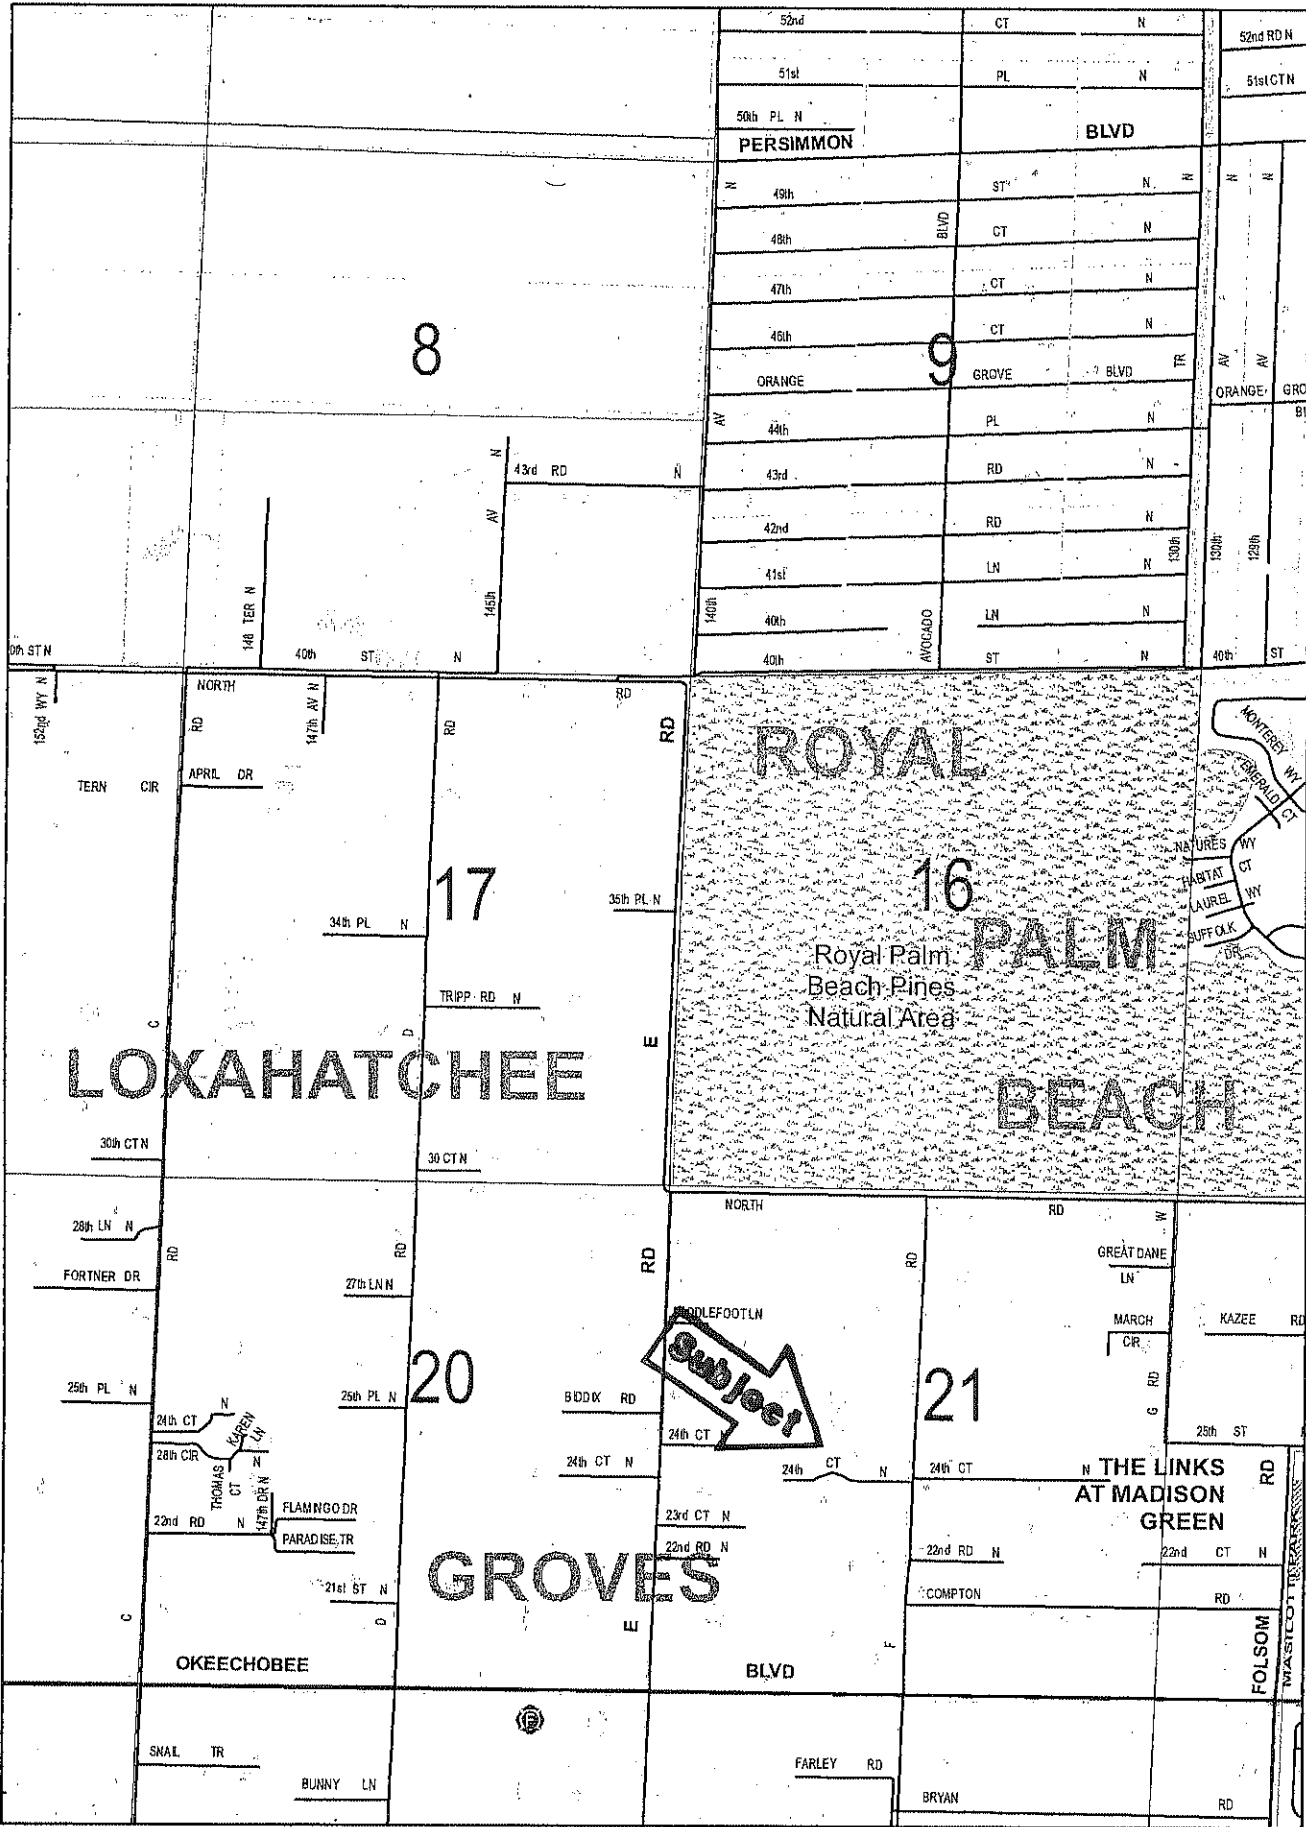 52nd CT N
52nd RD N
51st PL N
51st CT N
50th PL N
PERSIMMON BLVD
N 49th ST N N N N
BLVD
48th CT N
47th CT N
46th CT N
8
9
ORANGE GROVE BLVD TR AV AV
ORANGE GRO
AV 44th PL N
43rd RD N
43rd RD N
42nd RD N
145th AV N
148 TER N
41st LN N
130th 130th 129th
140th
40th LN N
AVOCADO
0th ST N
40th ST N
40th ST N
40th ST
152nd WY N
NORTH RD
147th AV N
RD RD RD
ROYAL
MONTEREY WY
EMERALD CT
TERN CIR
APRIL DR
NATURES WY
HABITAT CT
LAUREL WY
SUFFOLK DR
17
16
35th PL N
34th PL N
PALM
Royal Palm
Beach Pines
Natural Area
TRIPP RD N
C D E
LOXAHATCHEE
BEACH
30th CT N
30 CT N
NORTH RD
28th LN N
RD RD RD RD W
GREAT DANE LN
FORTNER DR
27th LN N
MARCH CIR
KAZEE RD
Subject
20
21
25th PL N
25th PL N
BIDDIX RD
G RD
24th CT N
KAREN LN
28th CIR N
THOMAS CT
24th CT
25th ST
24th CT N
24th CT N
24th CT N
THE LINKS
AT MADISON
GREEN
RD
147th DR N
FLAMINGO DR
22nd RD N
PARADISE TR
23rd CT N
22nd RD N
22nd RD N
22nd CT N
GROVES
21st ST N
COMPTON RD
C D E F
FOLSOM
OKEECHOBEE BLVD
SNAIL TR
BUNNY LN
FARLEY RD
BRYAN RD